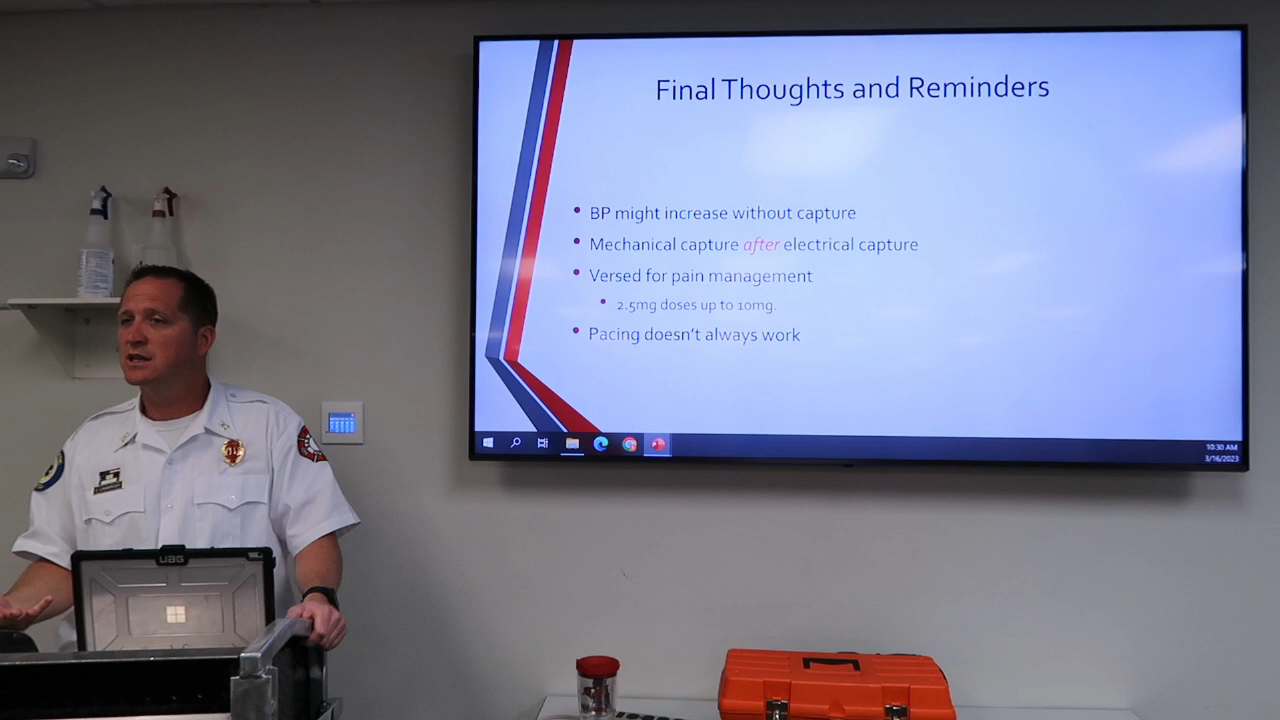 Final Thoughts and Reminders
BP might increase without capture
Mechanical capture after electrical capture
Versed for pain management
2.5mg doses up to 10mg.
Pacing doesn't always work
10:30 AM
3/16/2023
UAG